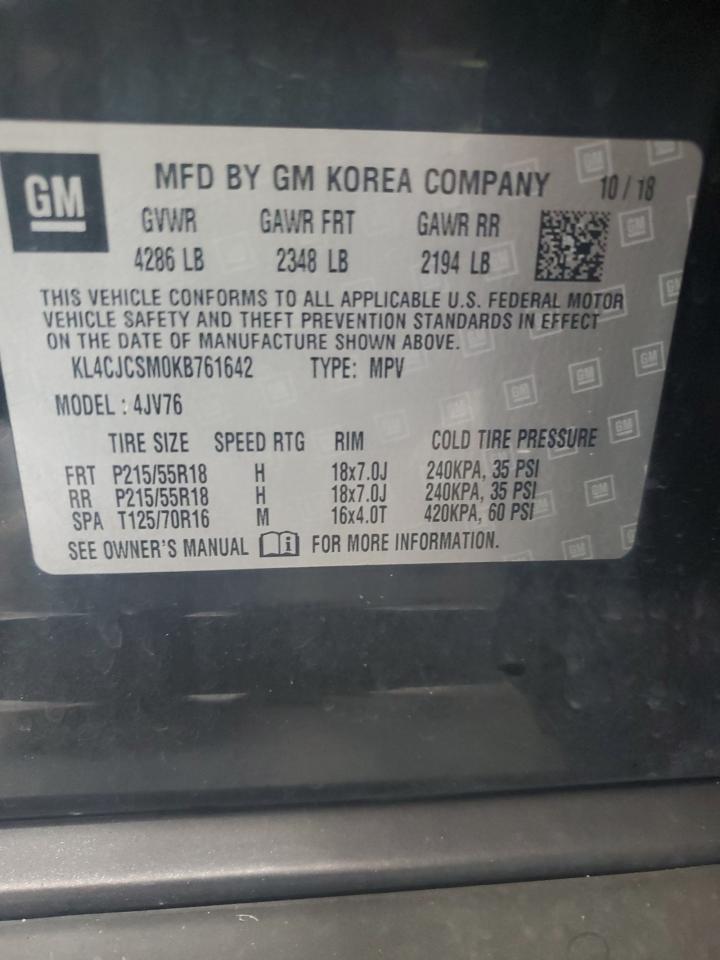 GM
MFD BY GM KOREA COMPANY 10 / 18
GVWR GAWR FRT GAWR RR
4286 LB 2348 LB 2194 LB
THIS VEHICLE CONFORMS TO ALL APPLICABLE U.S. FEDERAL MOTOR
VEHICLE SAFETY AND THEFT PREVENTION STANDARDS IN EFFECT
ON THE DATE OF MANUFACTURE SHOWN ABOVE.
KL4CJCSM0KB761642 TYPE: MPV
MODEL : 4JV76
TIRE SIZE SPEED RTG RIM COLD TIRE PRESSURE
FRT P215/55R18 H 18x7.0J 240KPA, 35 PSI
RR P215/55R18 H 18x7.0J 240KPA, 35 PSI
SPA T125/70R16 M 16x4.0T 420KPA, 60 PSI
SEE OWNER'S MANUAL i FOR MORE INFORMATION.